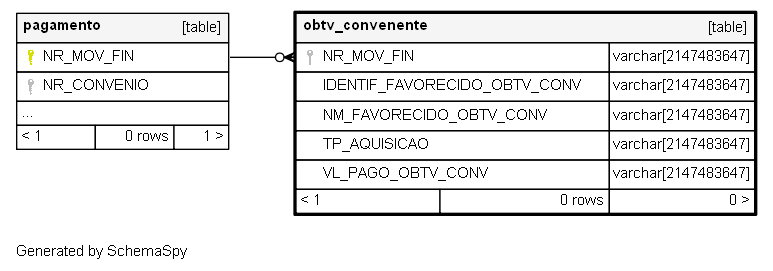 pagamento [table]
NR_MOV_FIN
NR_CONVENIO
...
< 1 0 rows 1 >
obtv_convenente [table]
NR_MOV_FIN varchar[2147483647]
IDENTIF_FAVORECIDO_OBTV_CONV varchar[2147483647]
NM_FAVORECIDO_OBTV_CONV varchar[2147483647]
TP_AQUISICAO varchar[2147483647]
VL_PAGO_OBTV_CONV varchar[2147483647]
< 1 0 rows 0 >
Generated by SchemaSpy